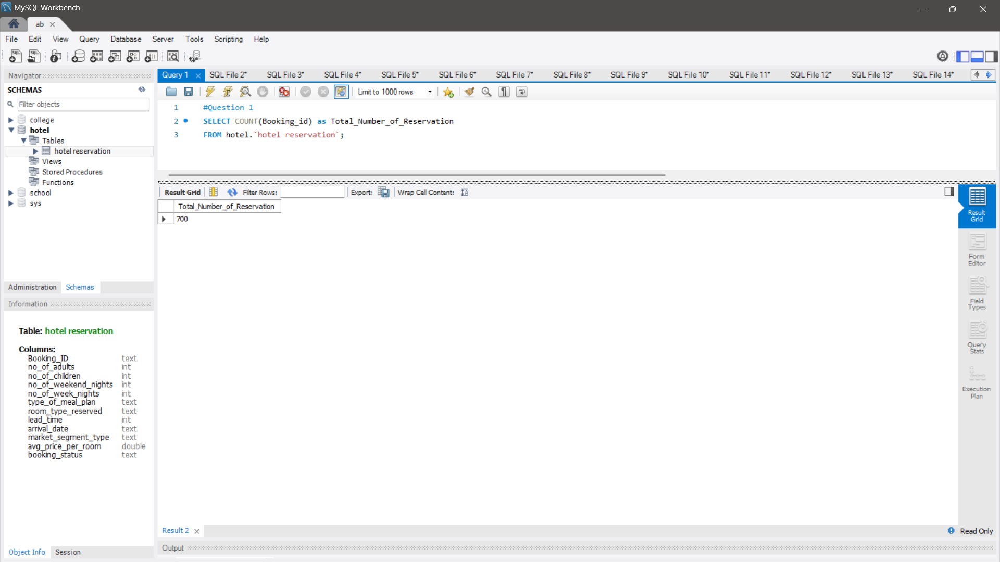 MySQL Workbench
ab
File Edit View Query Database Server Tools Scripting Help
Navigator
SCHEMAS
Filter objects
college
hotel
Tables
hotel reservation
Views
Stored Procedures
Functions
school
sys
Administration Schemas
Information
Table: hotel reservation
Columns:
Booking_ID text
no_of_adults int
no_of_children int
no_of_weekend_nights int
no_of_week_nights int
type_of_meal_plan text
room_type_reserved text
lead_time int
arrival_date text
market_segment_type text
avg_price_per_room double
booking_status text
Object Info Session
Query 1 SQL File 2* SQL File 3* SQL File 4* SQL File 5* SQL File 6* SQL File 7* SQL File 8* SQL File 9* SQL File 10* SQL File 11* SQL File 12* SQL File 13* SQL File 14*
Limit to 1000 rows
1 #Question 1
2 SELECT COUNT(Booking_id) as Total_Number_of_Reservation
3 FROM hotel.`hotel reservation`;
Result Grid Filter Rows: Export: Wrap Cell Content:
Total_Number_of_Reservation
700
Result
Grid
Form
Editor
Field
Types
Query
Stats
Execution
Plan
Result 2
Read Only
Output